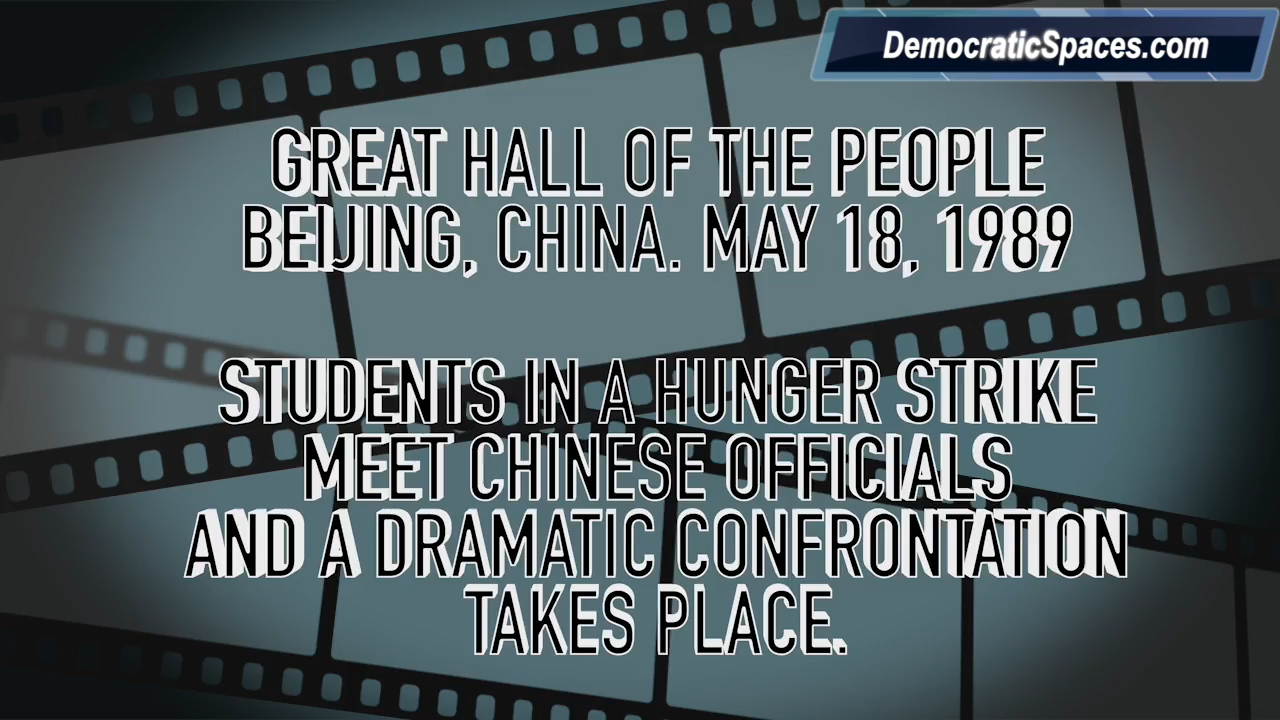 DemocraticSpaces.com
GREAT HALL OF THE PEOPLE
BEIJING, CHINA. MAY 18, 1989
STUDENTS IN A HUNGER STRIKE
MEET CHINESE OFFICIALS
AND A DRAMATIC CONFRONTATION
TAKES PLACE.